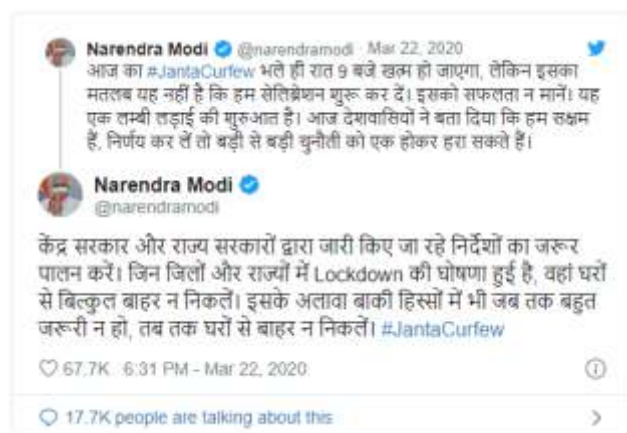 Narendra Modi @narendramodi · Mar 22, 2020
आज का #JantaCurfew भले ही रात 9 बजे खत्म हो जाएगा, लेकिन इसका
मतलब यह नहीं है कि हम सेलिब्रेशन शुरू कर दें। इसको सफलता न मानें। यह
एक लम्बी लड़ाई की शुरुआत है। आज देशवासियों ने बता दिया कि हम सक्षम
हैं, निर्णय कर लें तो बड़ी से बड़ी चुनौती को एक होकर हरा सकते हैं।
Narendra Modi
@narendramodi
केंद्र सरकार और राज्य सरकारों द्वारा जारी किए जा रहे निर्देशों का जरूर
पालन करें। जिन जिलों और राज्यों में Lockdown की घोषणा हुई है, वहां घरों
से बिल्कुल बाहर न निकलें। इसके अलावा बाकी हिस्सों में भी जब तक बहुत
जरूरी न हो, तब तक घरों से बाहर न निकलें। #JantaCurfew
67.7K 6:31 PM - Mar 22, 2020
17.7K people are talking about this